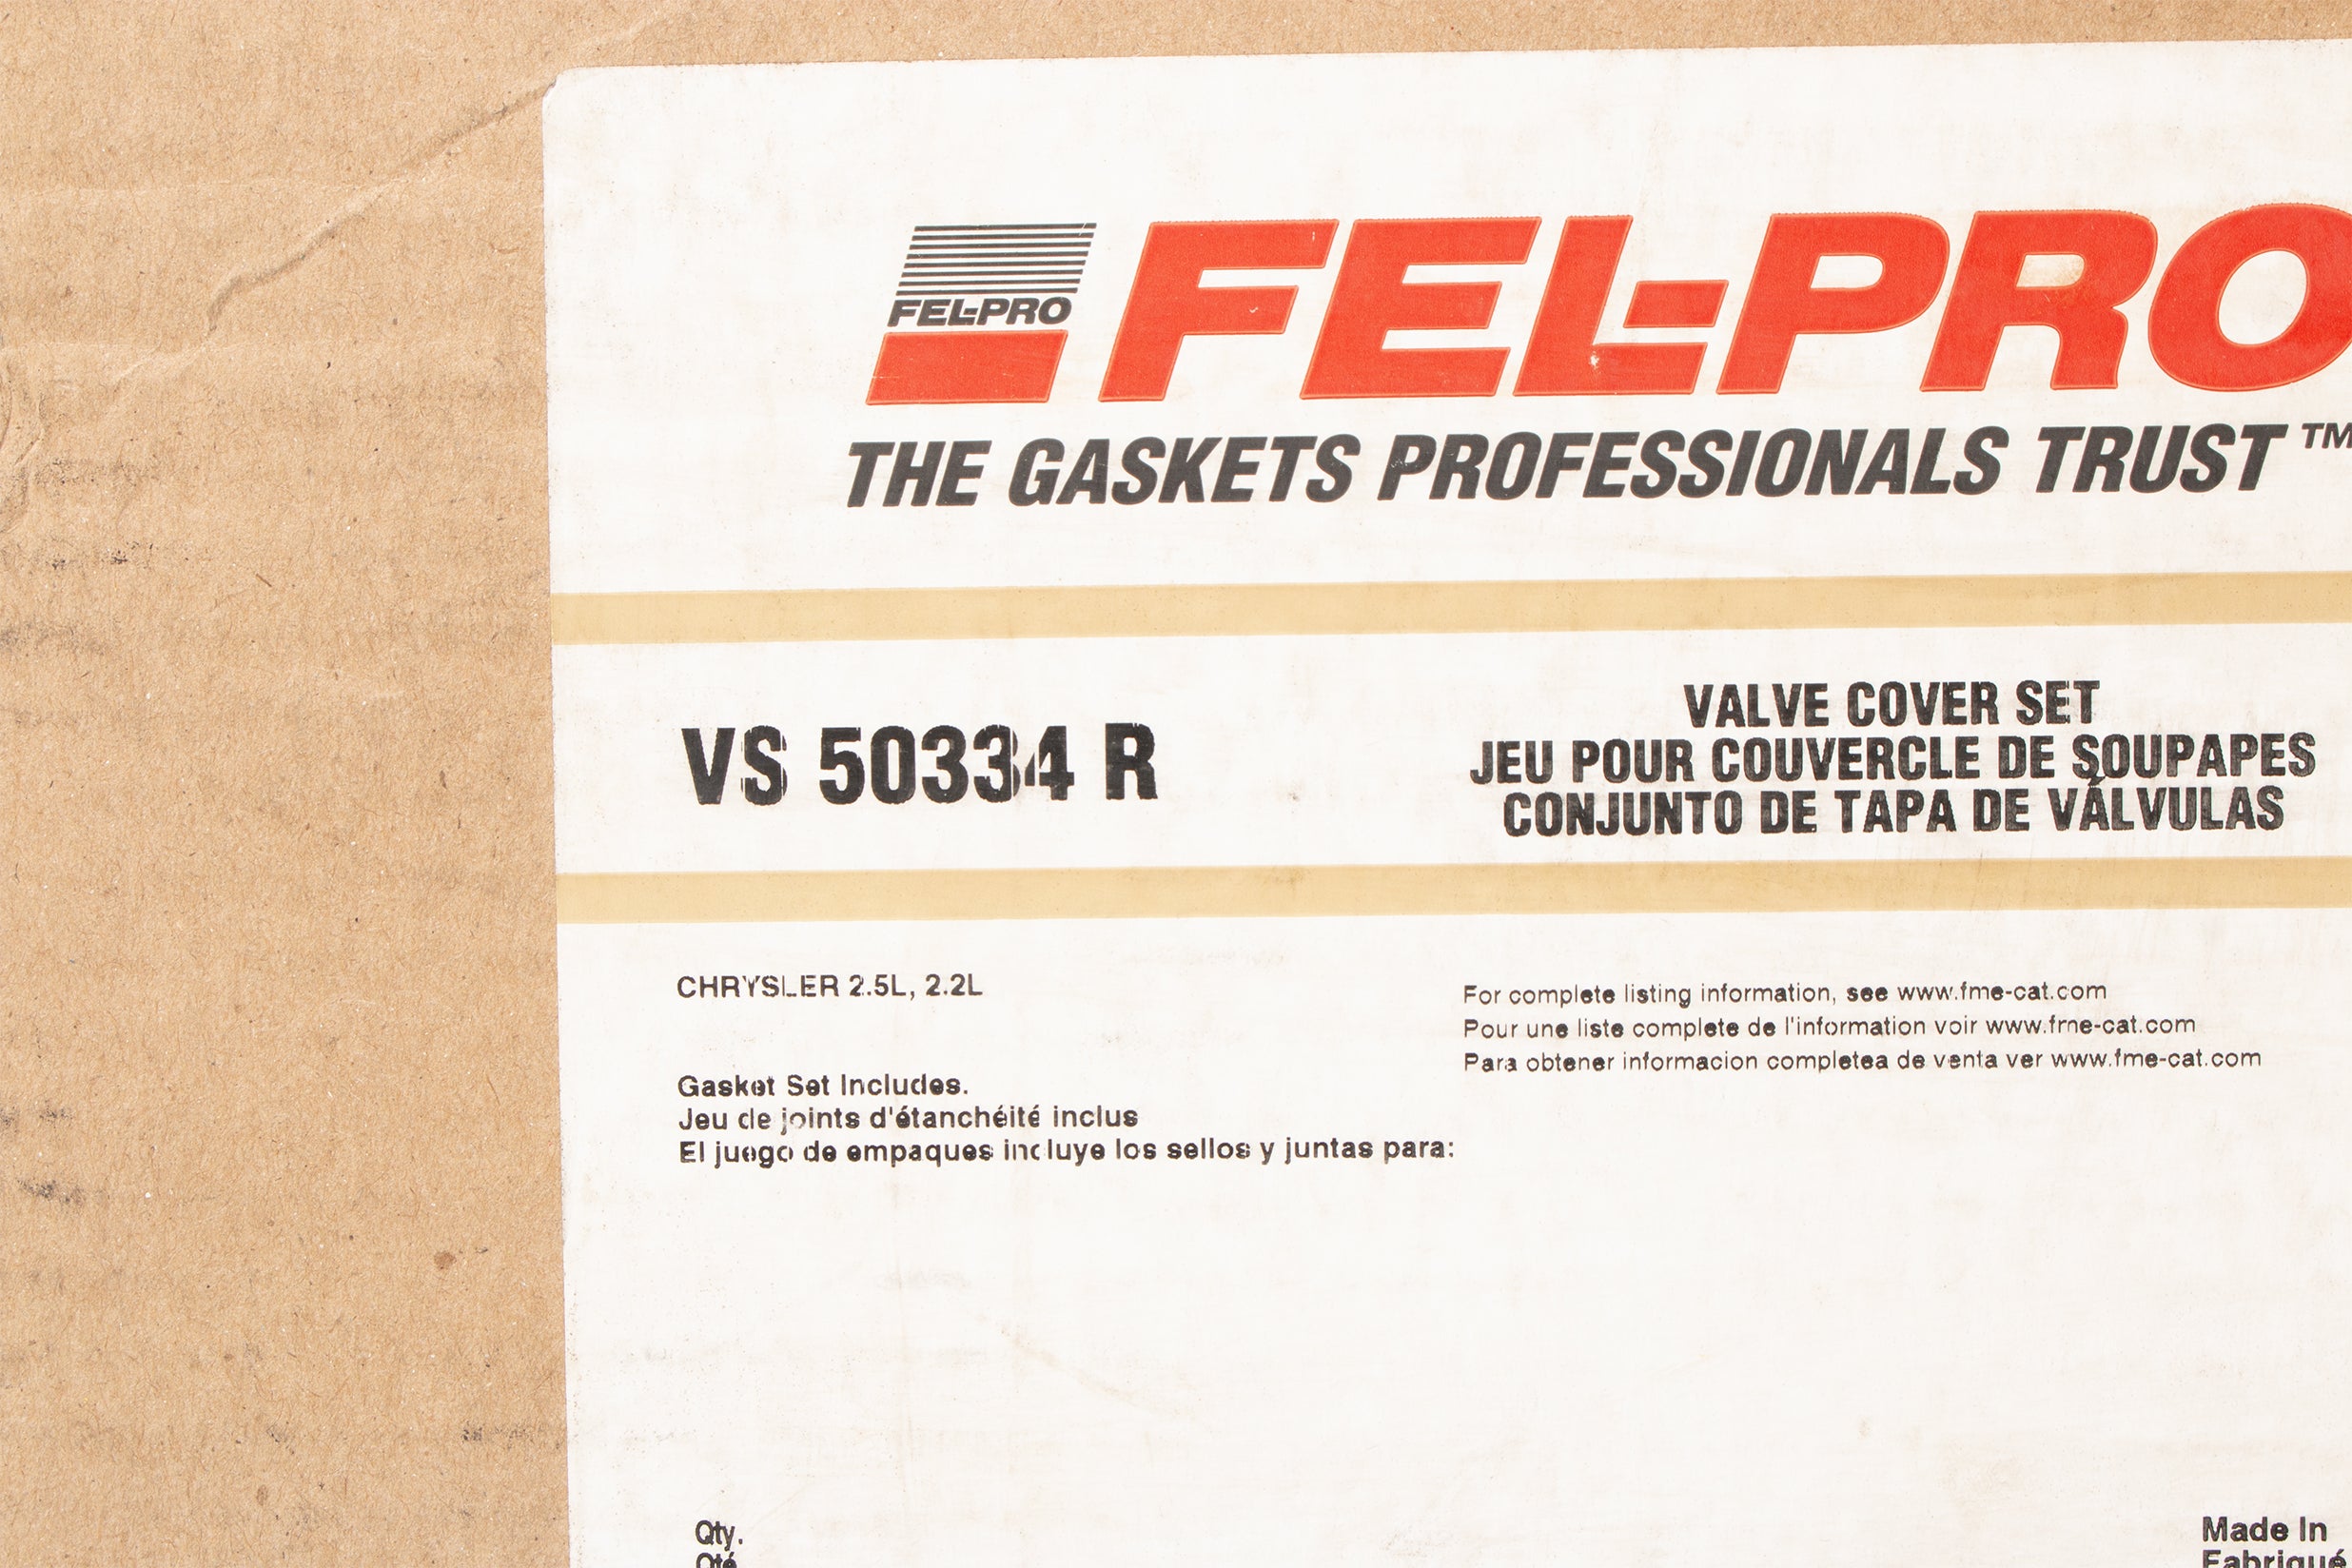 FEL-PRO
FEL-PRO
THE GASKETS PROFESSIONALS TRUST™
VS 50334 R
VALVE COVER SET
JEU POUR COUVERCLE DE SOUPAPES
CONJUNTO DE TAPA DE VÁLVULAS
CHRYSLER 2.5L, 2.2L
For complete listing information, see www.fme-cat.com
Pour une liste complete de l'information voir www.fme-cat.com
Para obtener informacion completea de venta ver www.fme-cat.com
Gasket Set Includes.
Jeu de joints d'étanchéité inclus
El juego de empaques incluye los sellos y juntas para:
Qty.
Qté
Made In
Fabriqué